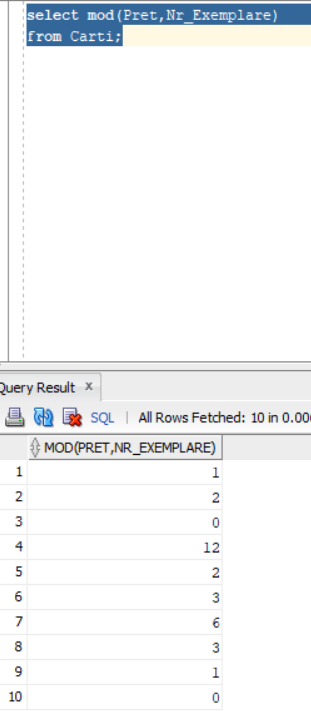 select mod(Pret,Nr_Exemplare)
from Carti;
Query Result x
SQL | All Rows Fetched: 10 in 0.00
MOD(PRET,NR_EXEMPLARE)
1 1
2 2
3 0
4 12
5 2
6 3
7 6
8 3
9 1
10 0